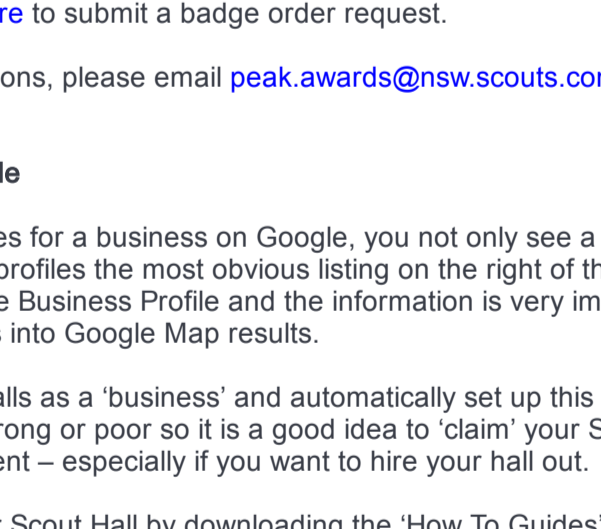 re to submit a badge order request.
ons, please email peak.awards@nsw.scouts.co
le
es for a business on Google, you not only see a
profiles the most obvious listing on the right of th
e Business Profile and the information is very im
s into Google Map results.
alls as a ‘business’ and automatically set up this
rong or poor so it is a good idea to ‘claim’ your S
ent – especially if you want to hire your hall out.
r Scout Hall by downloading the ‘How To Guides’